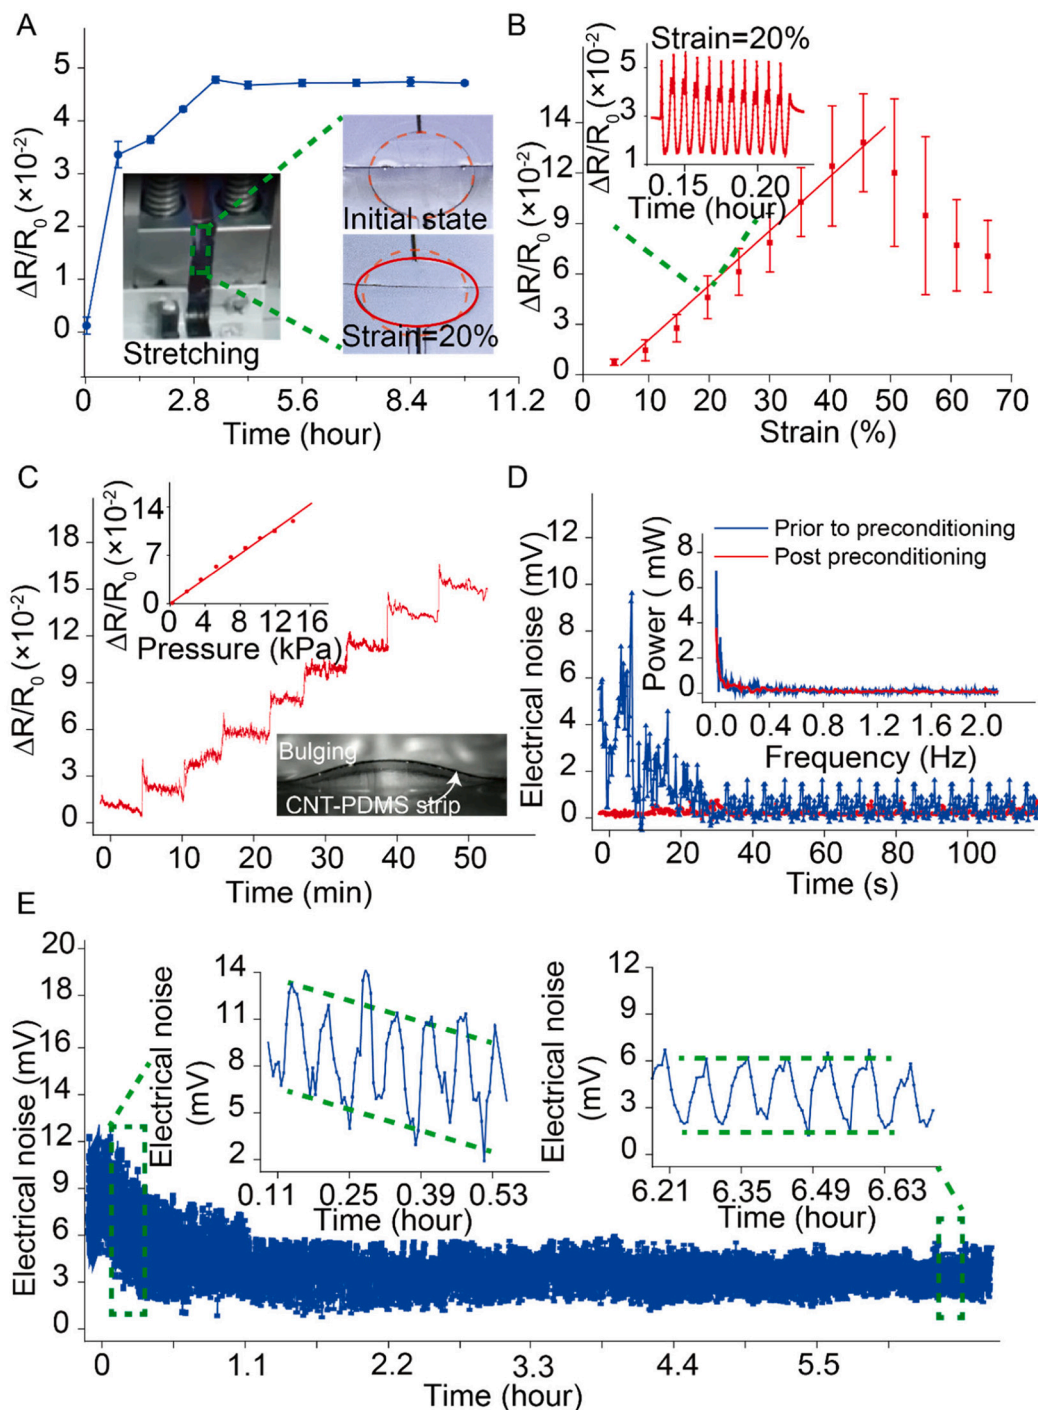 A
ΔR/R0 (×10-2)
5
4
3
2
1
0
Initial state
Stretching
Strain=20%
0 2.8 5.6 8.4 11.2
Time (hour)
B
ΔR/R0 (×10-2)
14
12
9
6
3
0
Strain=20%
ΔR/R0 (×10-2)
5
3
1
0.15 0.20
Time (hour)
0 10 20 30 40 50 60 70
Strain (%)
C
ΔR/R0 (×10-2)
18
15
12
9
6
3
0
ΔR/R0 (×10-2)
14
7
0
0 4 8 12 16
Pressure (kPa)
Bulging
CNT-PDMS strip
0 10 20 30 40 50
Time (min)
D
Electrical noise (mV)
12
10
8
6
4
2
0
Prior to preconditioning
Post preconditioning
Power ( mW)
8
6
4
2
0
0.0 0.4 0.8 1.2 1.6 2.0
Frequency (Hz)
0 20 40 60 80 100
Time (s)
E
Electrical noise (mV)
20
17
14
12
9
6
3
0
Electrical noise
(mV)
14
11
8
5
2
0.11 0.25 0.39 0.53
Time (hour)
Electrical noise
(mV)
12
9
6
3
0
6.21 6.35 6.49 6.63
Time (hour)
0 1.1 2.2 3.3 4.4 5.5
Time (hour)